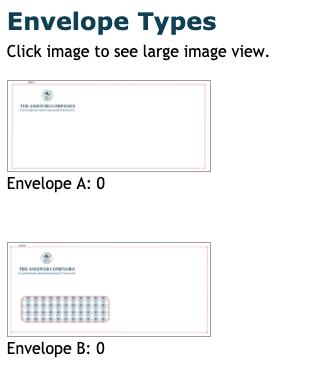 Envelope Types
Click image to see large image view.
THE ANDOVER COMPANIES
Envelope A: 0
THE ANDOVER COMPANIES
Envelope B: 0